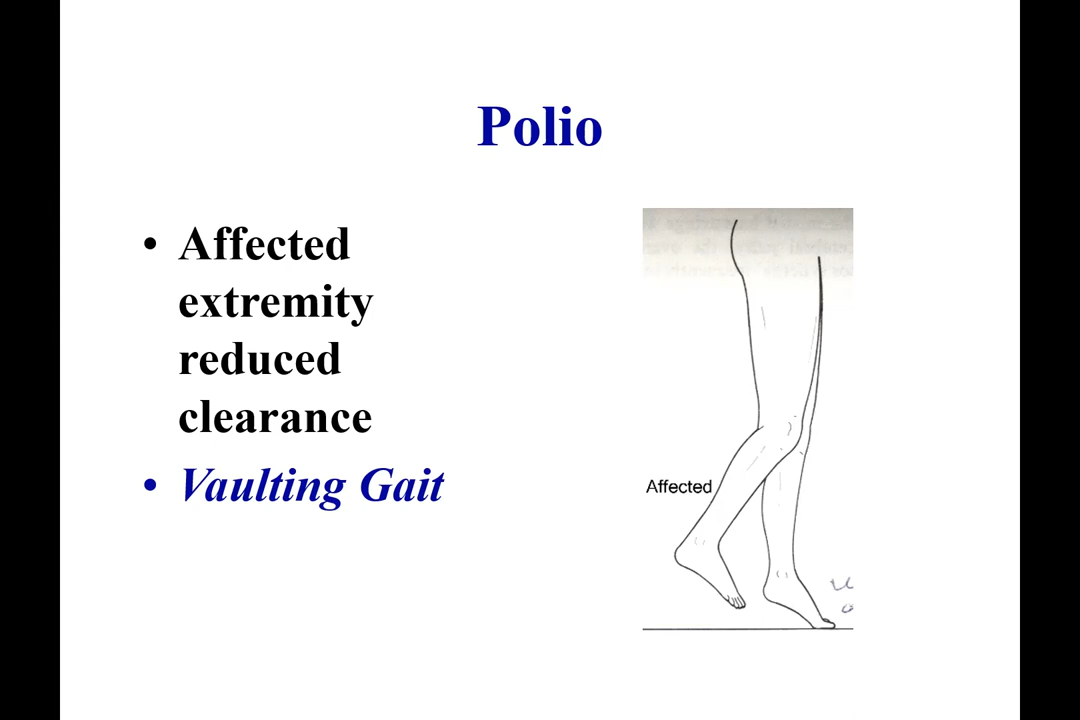 Polio
• Affected
extremity
reduced
clearance
• Vaulting Gait
Affected